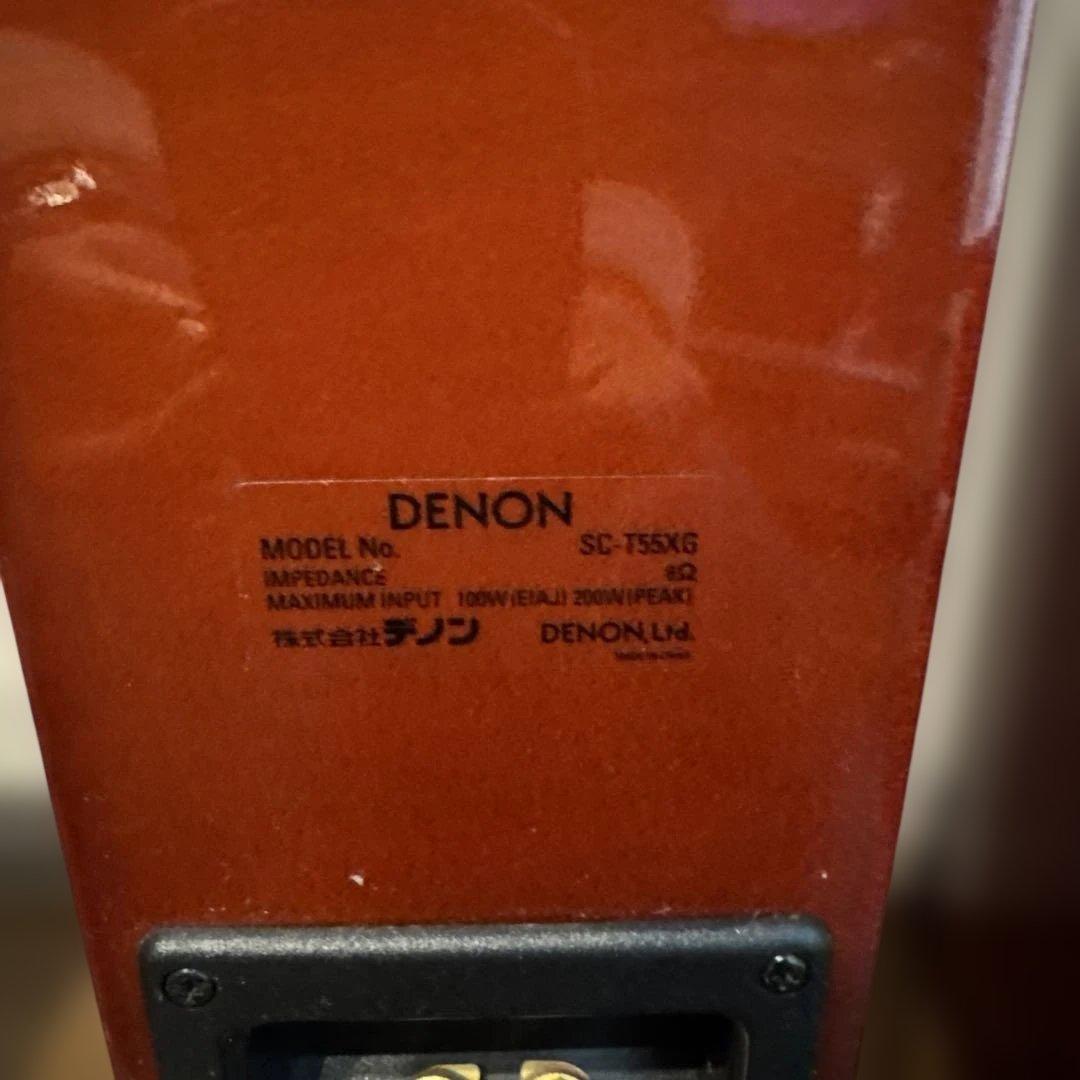 DENON
MODEL No. SC-T55XG
IMPEDANCE 6Ω
MAXIMUM INPUT 100W(EIAJ) 200W(PEAK)
株式会社デノン DENON, Ltd.